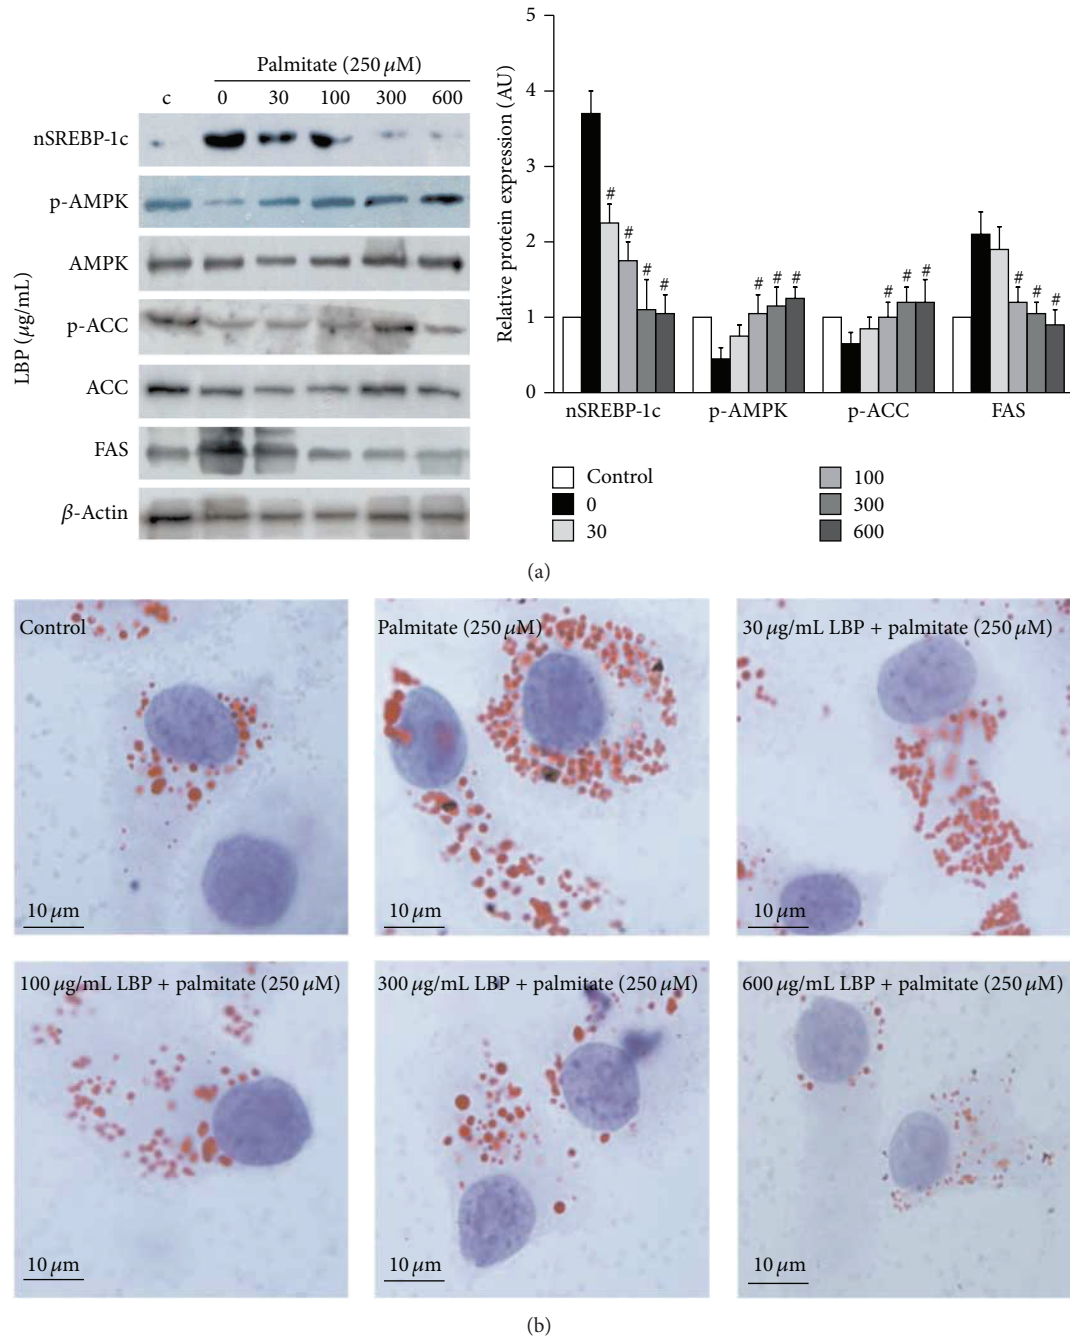 Palmitate (250 μM)
c 0 30 100 300 600
nSREBP-1c
p-AMPK
AMPK
p-ACC
ACC
FAS
β-Actin
LBP (μg/mL)
Relative protein expression (AU)
5
4
3
2
1
0
# # # #
# # #
# # #
# # #
nSREBP-1c p-AMPK p-ACC FAS
Control
0
30
100
300
600
(a)
Control
10 μm
Palmitate (250 μM)
10 μm
30 μg/mL LBP + palmitate (250 μM)
10 μm
100 μg/mL LBP + palmitate (250 μM)
10 μm
300 μg/mL LBP + palmitate (250 μM)
10 μm
600 μg/mL LBP + palmitate (250 μM)
10 μm
(b)